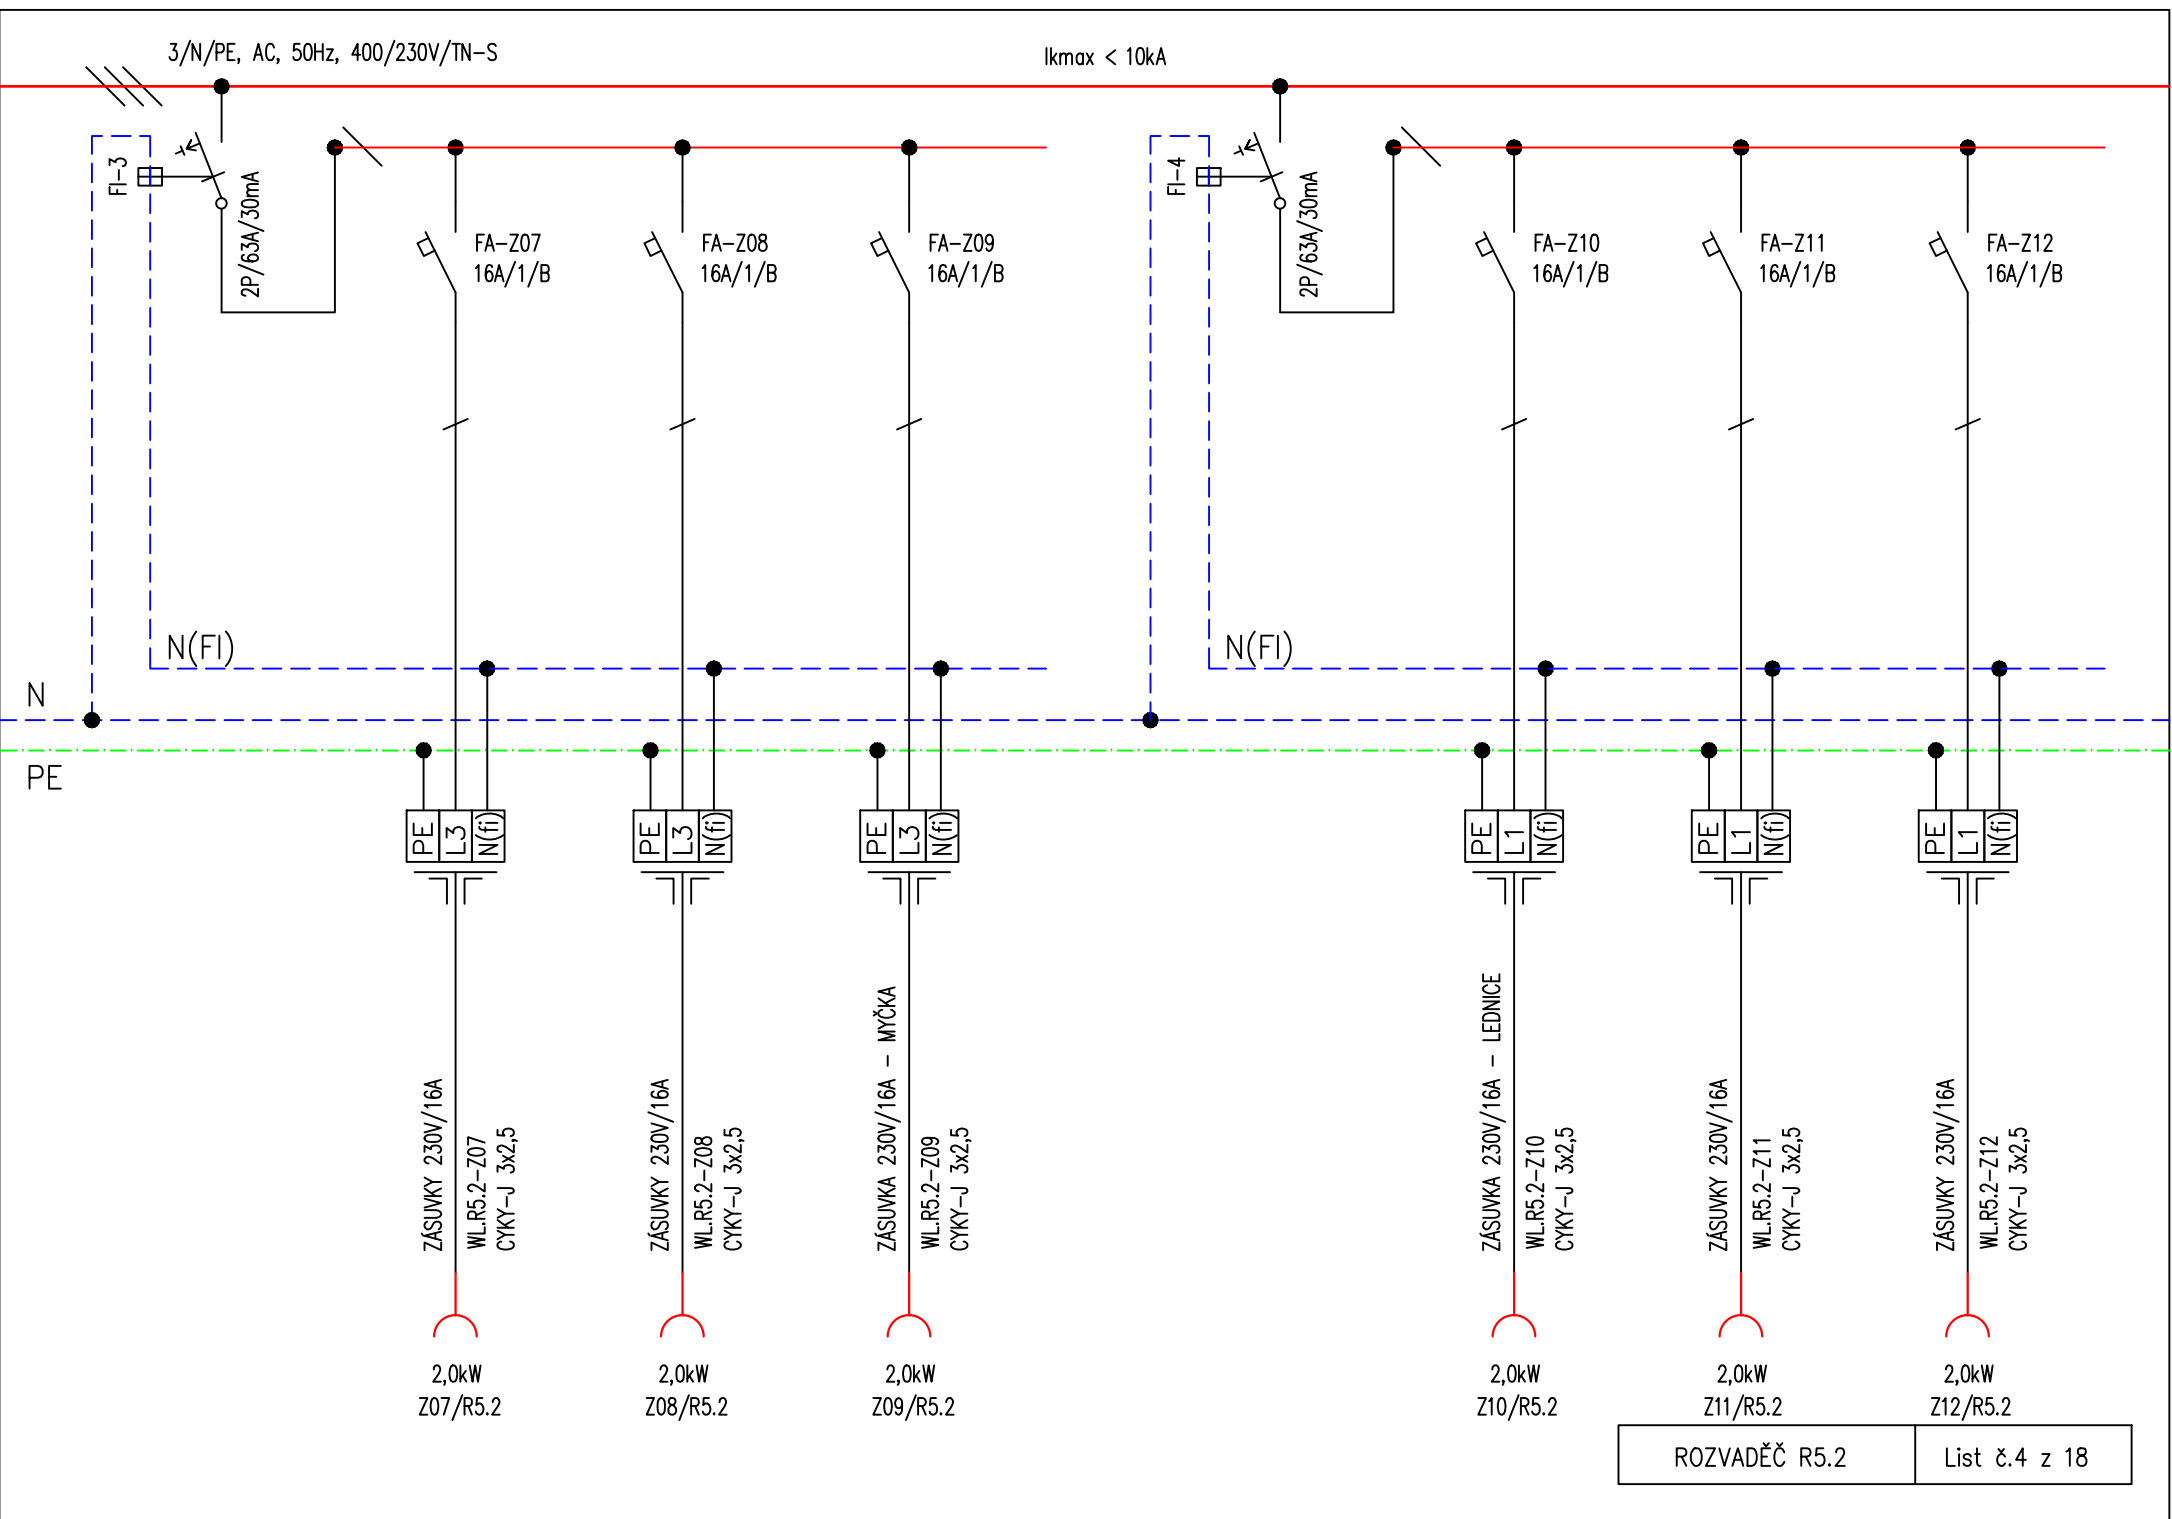 3/N/PE, AC, 50Hz, 400/230V/TN-S
Ikmax < 10kA
FI-3
2P/63A/30mA
FA-Z07
16A/1/B
FA-Z08
16A/1/B
FA-Z09
16A/1/B
FI-4
2P/63A/30mA
FA-Z10
16A/1/B
FA-Z11
16A/1/B
FA-Z12
16A/1/B
N(FI)
N(FI)
N
PE
PE
L3
N(fi)
PE
L3
N(fi)
PE
L3
N(fi)
PE
L1
N(fi)
PE
L1
N(fi)
PE
L1
N(fi)
ZÁSUVKY 230V/16A
WL.R5.2-Z07
CYKY-J 3x2,5
ZÁSUVKY 230V/16A
WL.R5.2-Z08
CYKY-J 3x2,5
ZÁSUVKA 230V/16A - MYČKA
WL.R5.2-Z09
CYKY-J 3x2,5
ZÁSUVKA 230V/16A - LEDNICE
WL.R5.2-Z10
CYKY-J 3x2,5
ZÁSUVKY 230V/16A
WL.R5.2-Z11
CYKY-J 3x2,5
ZÁSUVKY 230V/16A
WL.R5.2-Z12
CYKY-J 3x2,5
2,0kW
Z07/R5.2
2,0kW
Z08/R5.2
2,0kW
Z09/R5.2
2,0kW
Z10/R5.2
2,0kW
Z11/R5.2
2,0kW
Z12/R5.2
ROZVADĚČ R5.2
List č.4 z 18